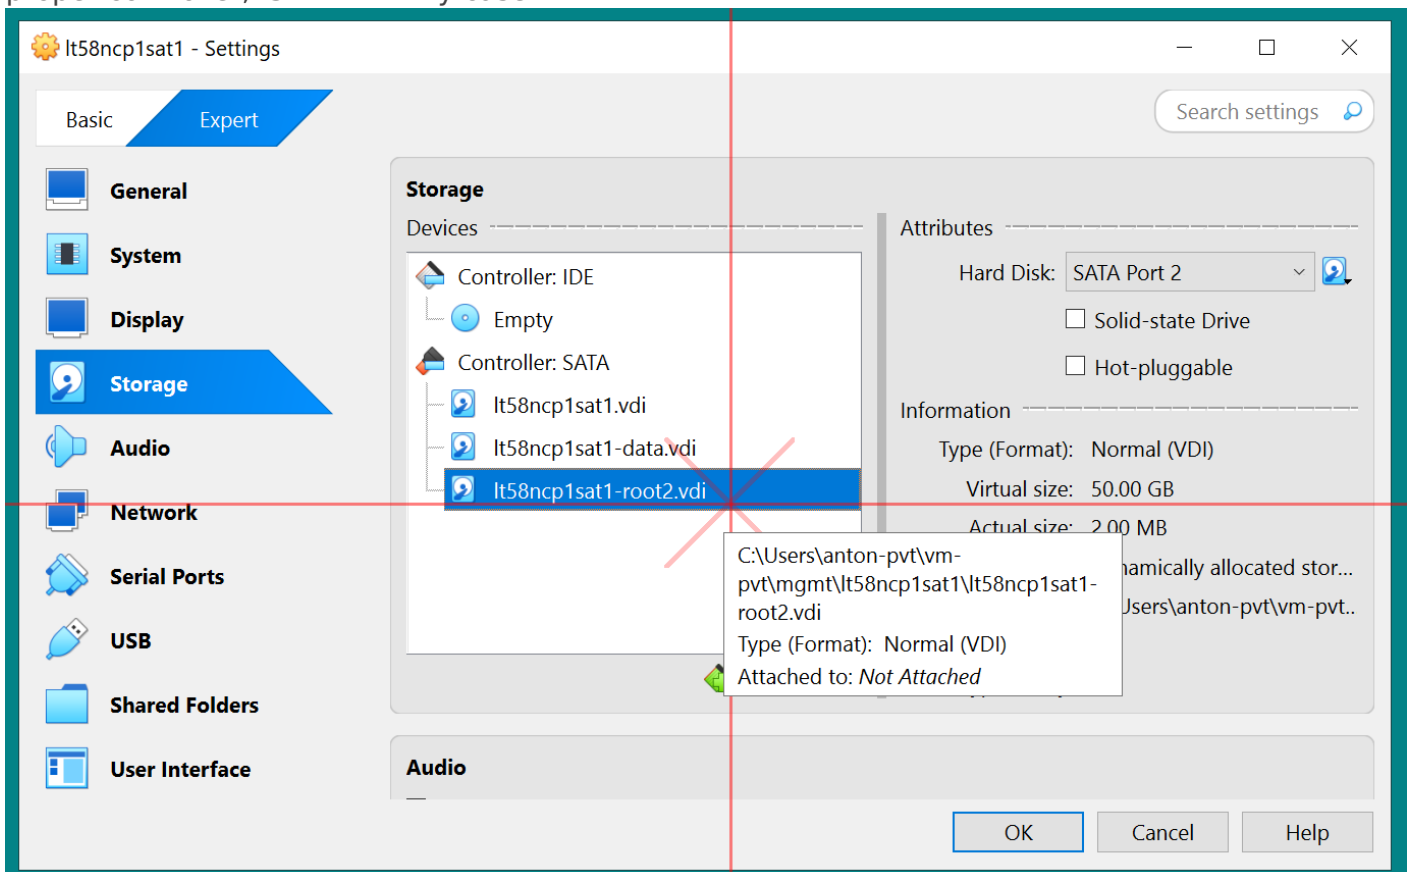 lt58ncp1sat1 - Settings
Basic
Expert
Search settings
General
System
Display
Storage
Audio
Network
Serial Ports
USB
Shared Folders
User Interface
Storage
Devices
Controller: IDE
Empty
Controller: SATA
lt58ncp1sat1.vdi
lt58ncp1sat1-data.vdi
lt58ncp1sat1-root2.vdi
Attributes
Hard Disk: SATA Port 2
Solid-state Drive
Hot-pluggable
Information
Type (Format): Normal (VDI)
Virtual size: 50.00 GB
Actual size: 2.00 MB
namically allocated stor...
Users\anton-pvt\vm-pvt..
C:\Users\anton-pvt\vm-
pvt\mgmt\lt58ncp1sat1\lt58ncp1sat1-
root2.vdi
Type (Format): Normal (VDI)
Attached to: Not Attached
Audio
OK
Cancel
Help